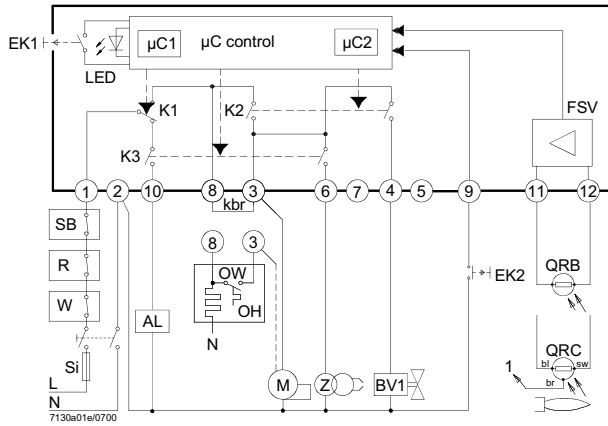 µC1 µC control µC2
EK1
LED
FSV
K1 K2
K3
1 2 10 8 3 6 7 4 5 9 11 12
kbr
SB
R
W
8 3
OW
OH
N
AL
EK2
QRB
QRC
bl sw
br
1
Si
L
N
M Z BV1
7130a01e/0700